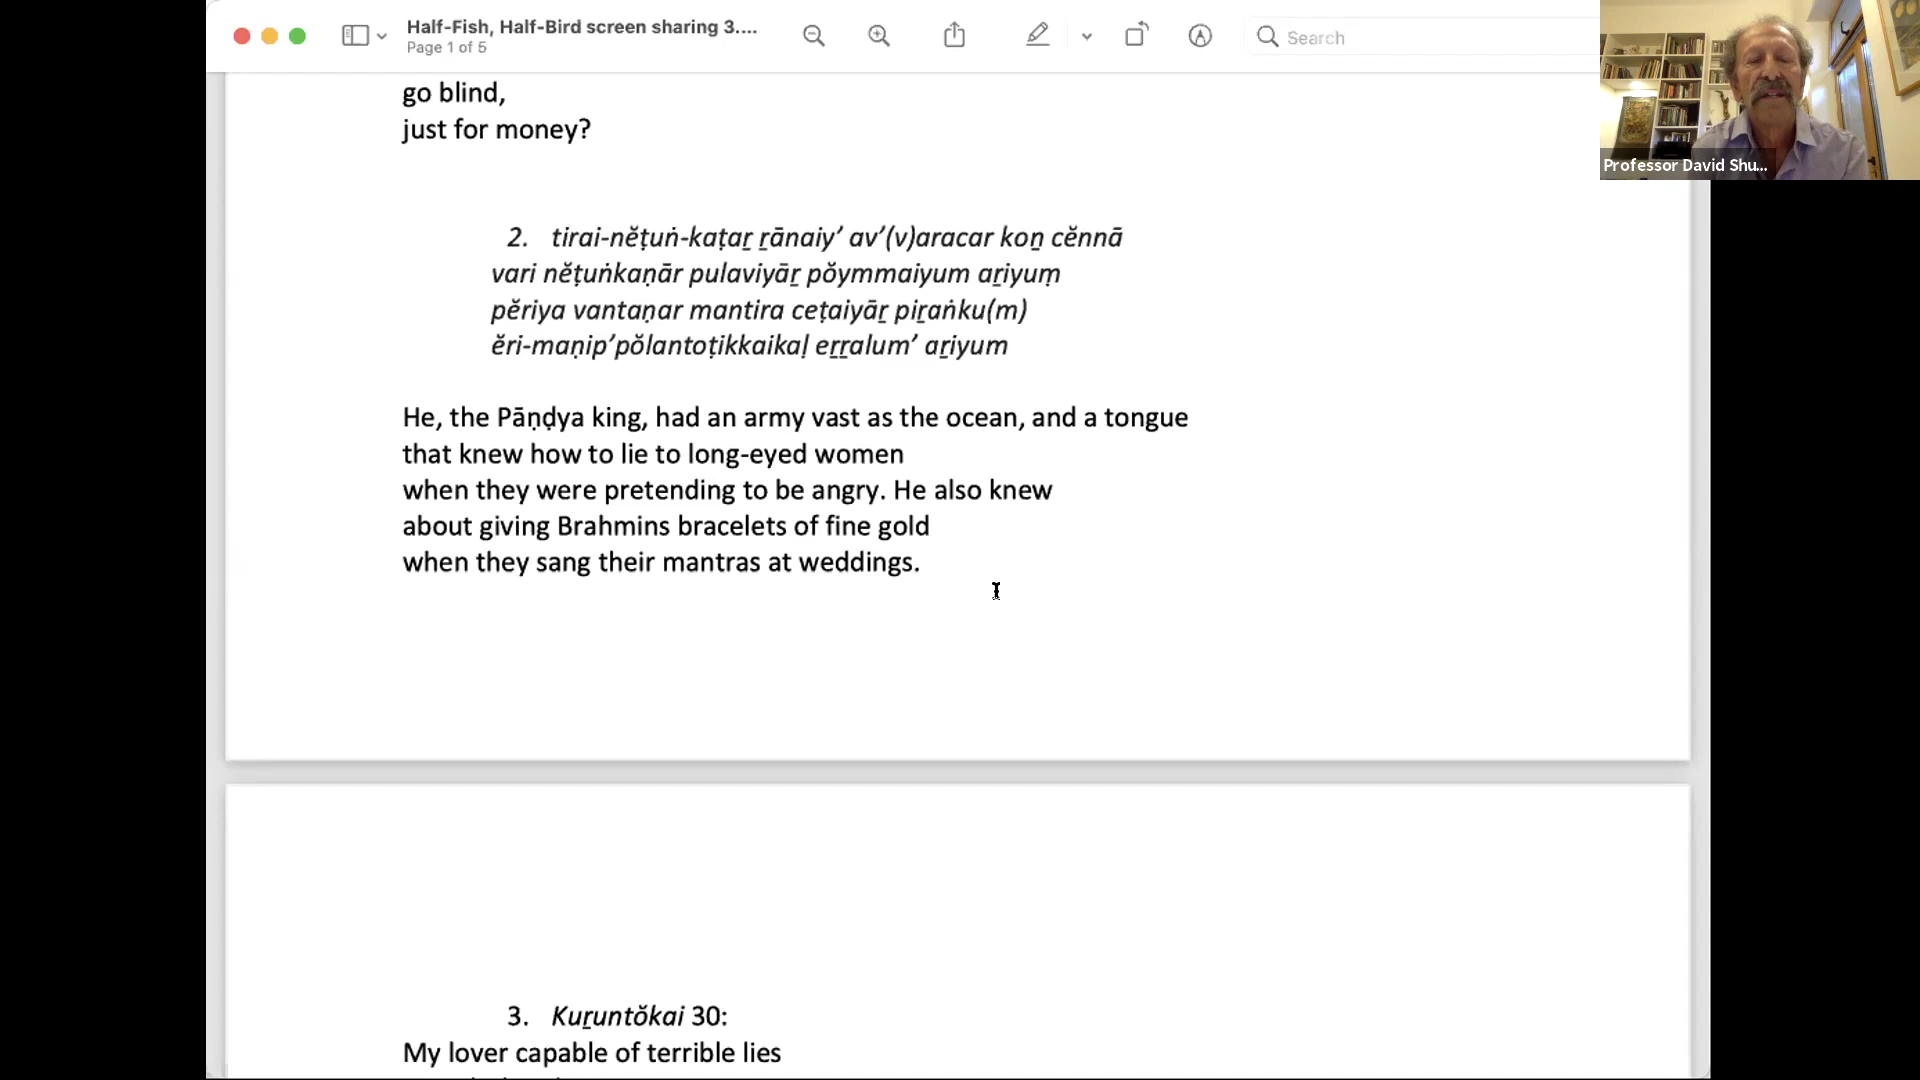 Half-Fish, Half-Bird screen sharing 3....
Page 1 of 5
Search
Professor David Shu...
go blind,
just for money?
2. tirai-nĕṭuṅ-kaṭaṟ ṟānaiy’ av’(v)aracar koṉ cĕnnā
vari nĕṭuṅkaṇār pulaviyāṟ pŏymmaiyum aṟiyuṃ
pĕriya vantaṇar mantira ceṭaiyāṟ piṟaṅku(m)
ĕri-maṇip’pŏlantoṭikkaikaḷ eṟṟalum’ aṟiyum
He, the Pāṇḍya king, had an army vast as the ocean, and a tongue
that knew how to lie to long-eyed women
when they were pretending to be angry. He also knew
about giving Brahmins bracelets of fine gold
when they sang their mantras at weddings.
3. Kuṟuntŏkai 30:
My lover capable of terrible lies